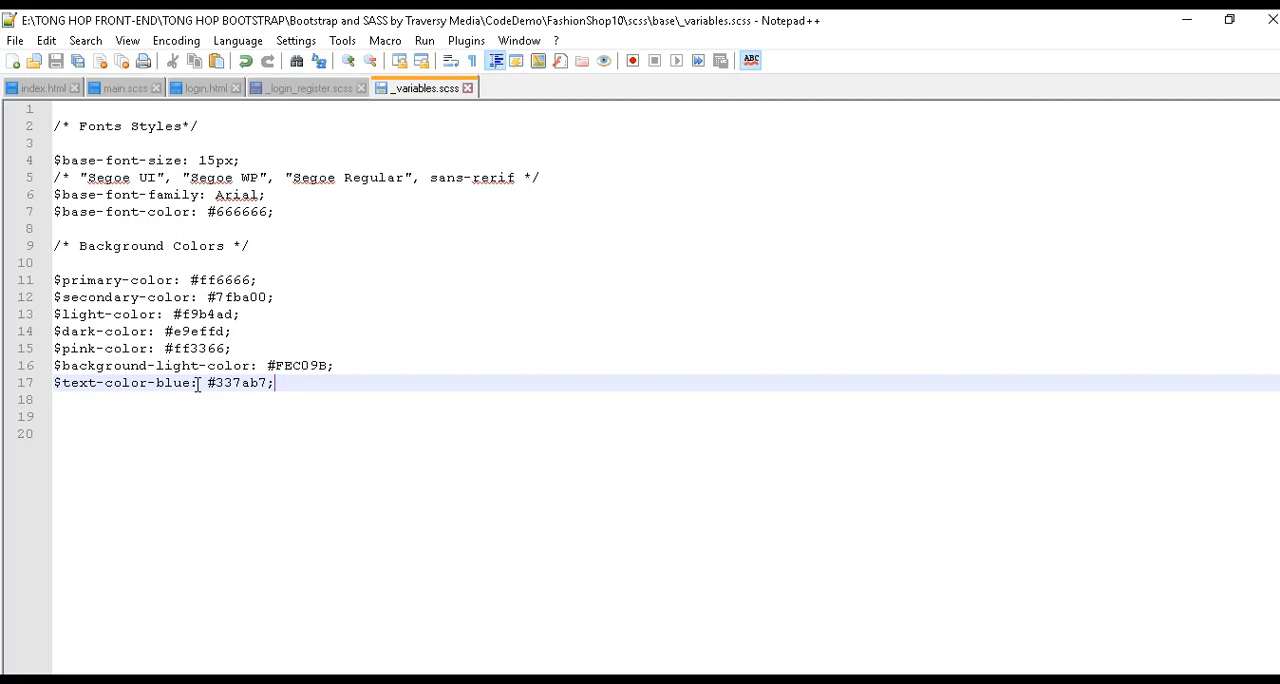 E:\TONG HOP FRONT-END\TONG HOP BOOTSTRAP\Bootstrap and SASS by Traversy Media\CodeDemo\FashionShop10\scss\base\_variables.scss - Notepad++
File Edit Search View Encoding Language Settings Tools Macro Run Plugins Window ?
ABC
index.html main.scss login.html _login_register.scss _variables.scss
1
2 /* Fonts Styles*/
3
4 $base-font-size: 15px;
5 /* "Segoe UI", "Segoe WP", "Segoe Regular", sans-rerif */
6 $base-font-family: Arial;
7 $base-font-color: #666666;
8
9 /* Background Colors */
10
11 $primary-color: #ff6666;
12 $secondary-color: #7fba00;
13 $light-color: #f9b4ad;
14 $dark-color: #e9effd;
15 $pink-color: #ff3366;
16 $background-light-color: #FEC09B;
17 $text-color-blue: #337ab7;
18
19
20